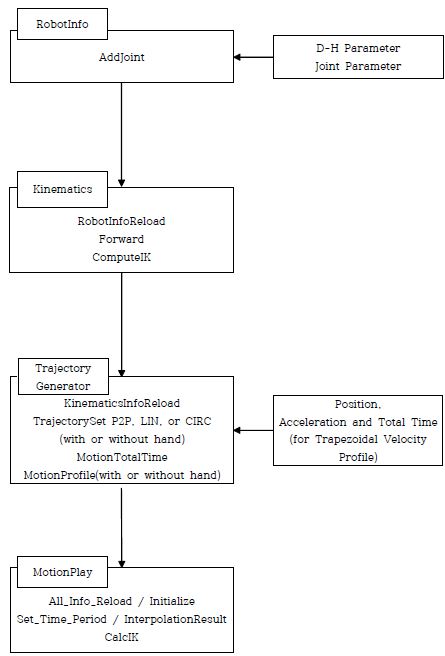 RobotInfo
AddJoint
D-H Parameter
Joint Parameter
Kinematics
RobotInfoReload
Forward
ComputeIK
Trajectory
Generator
KinematicsInfoReload
TrajectorySet P2P, LIN, or CIRC
(with or without hand)
MotionTotalTime
MotionProfile(with or without hand)
Position,
Acceleration and Total Time
(for Trapezoidal Velocity
Profile)
MotionPlay
All_Info_Reload / Initialize
Set_Time_Period / InterpolationResult
CalcIK